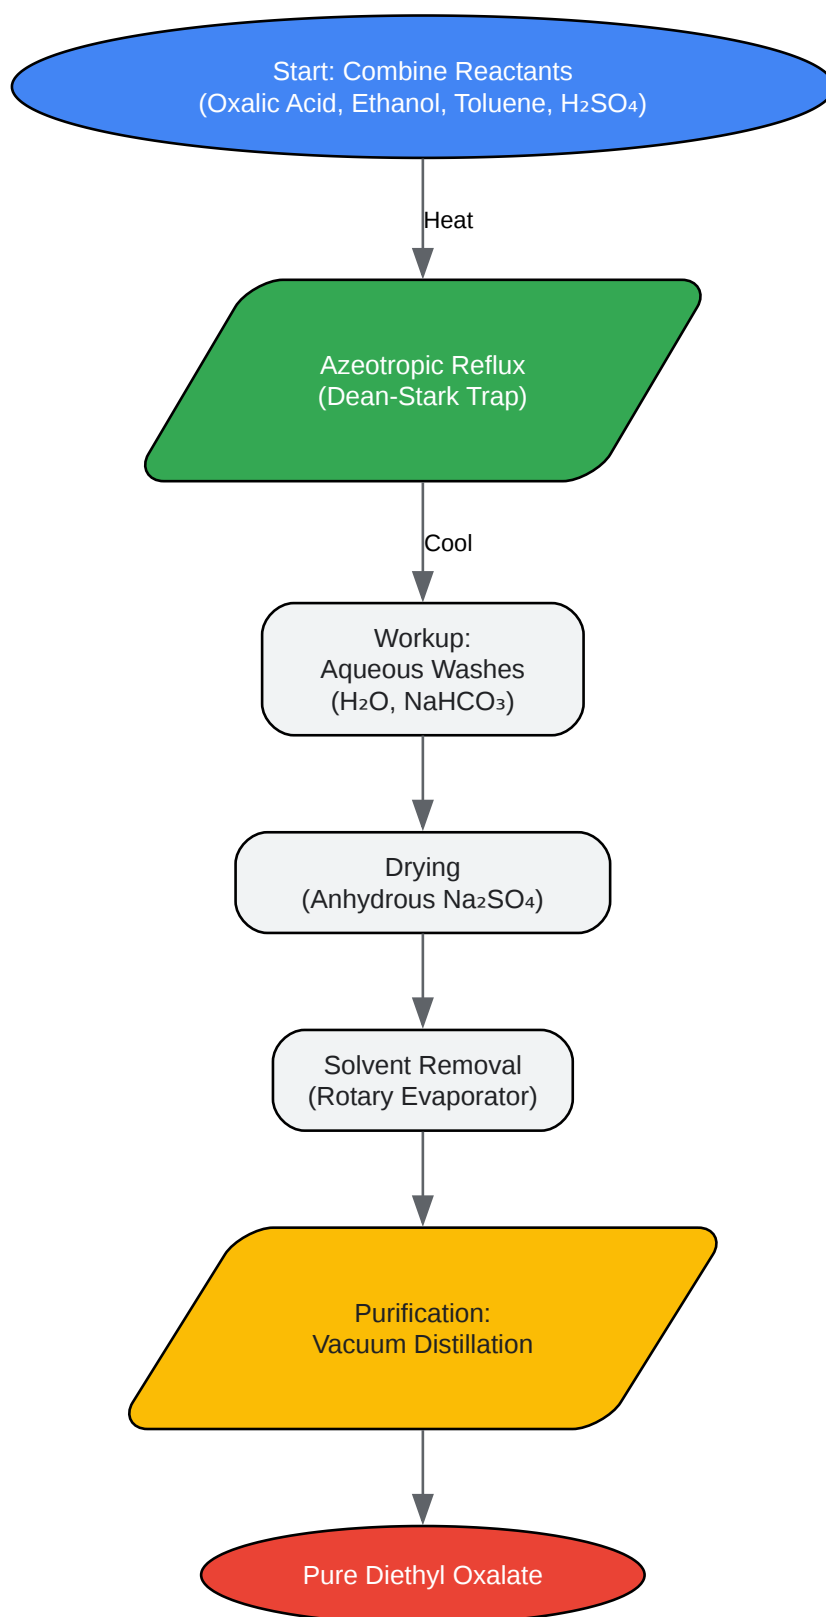 Start: Combine Reactants
(Oxalic Acid, Ethanol, Toluene, H₂SO₄)
Heat
Azeotropic Reflux
(Dean-Stark Trap)
Cool
Workup:
Aqueous Washes
(H₂O, NaHCO₃)
Drying
(Anhydrous Na₂SO₄)
Solvent Removal
(Rotary Evaporator)
Purification:
Vacuum Distillation
Pure Diethyl Oxalate